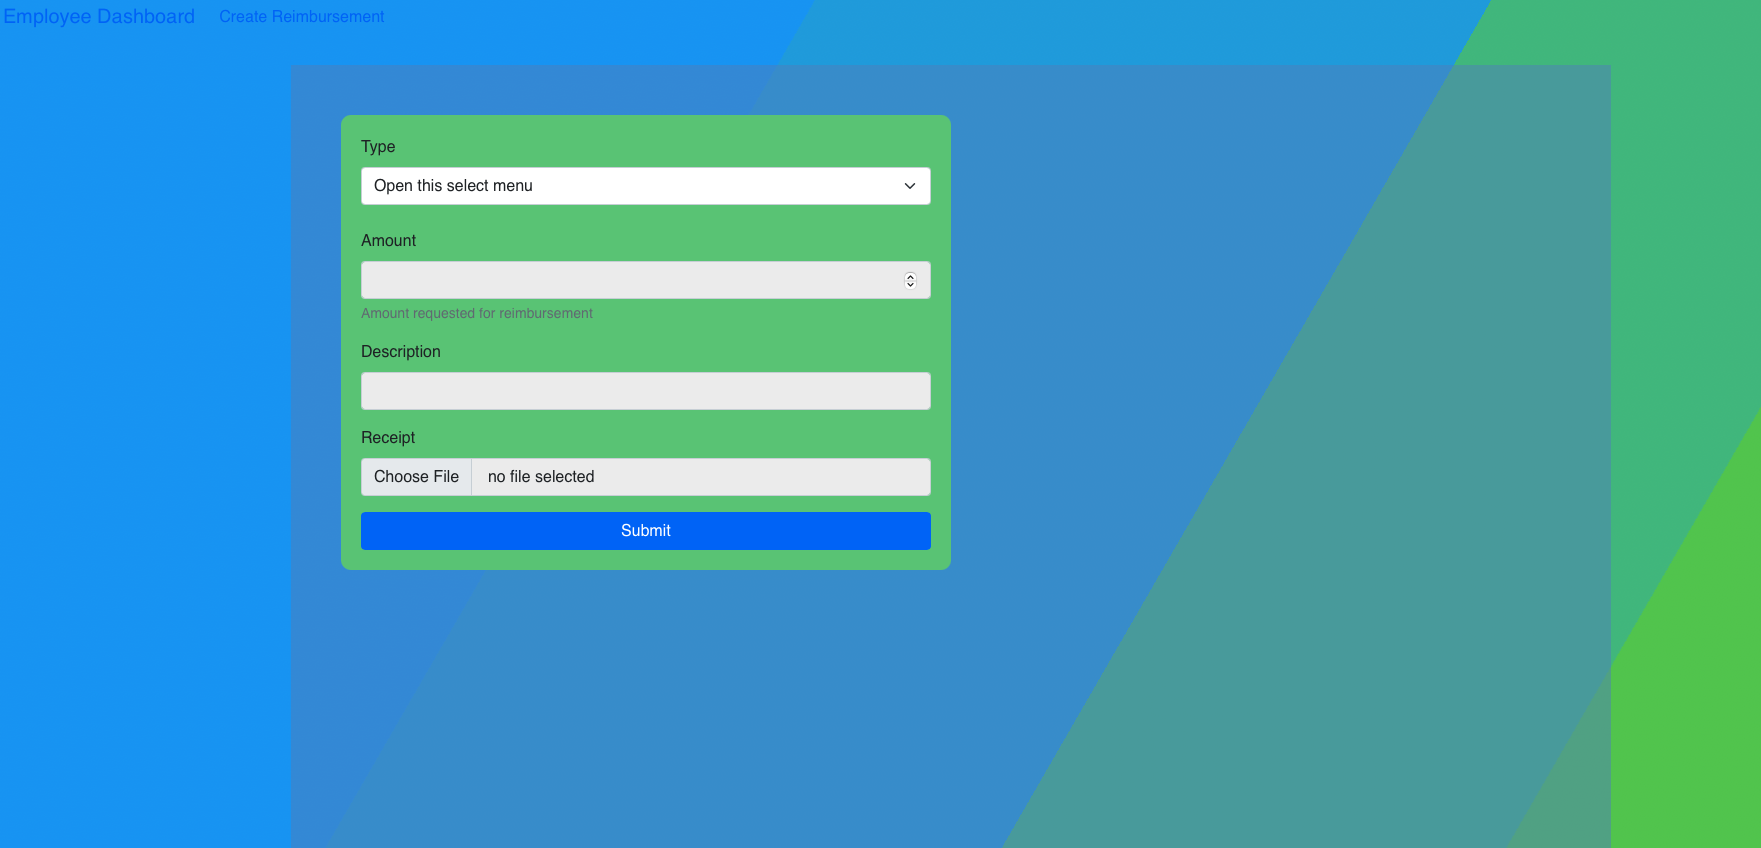 Employee Dashboard Create Reimbursement
Type
Open this select menu
Amount
Amount requested for reimbursement
Description
Receipt
Choose File no file selected
Submit